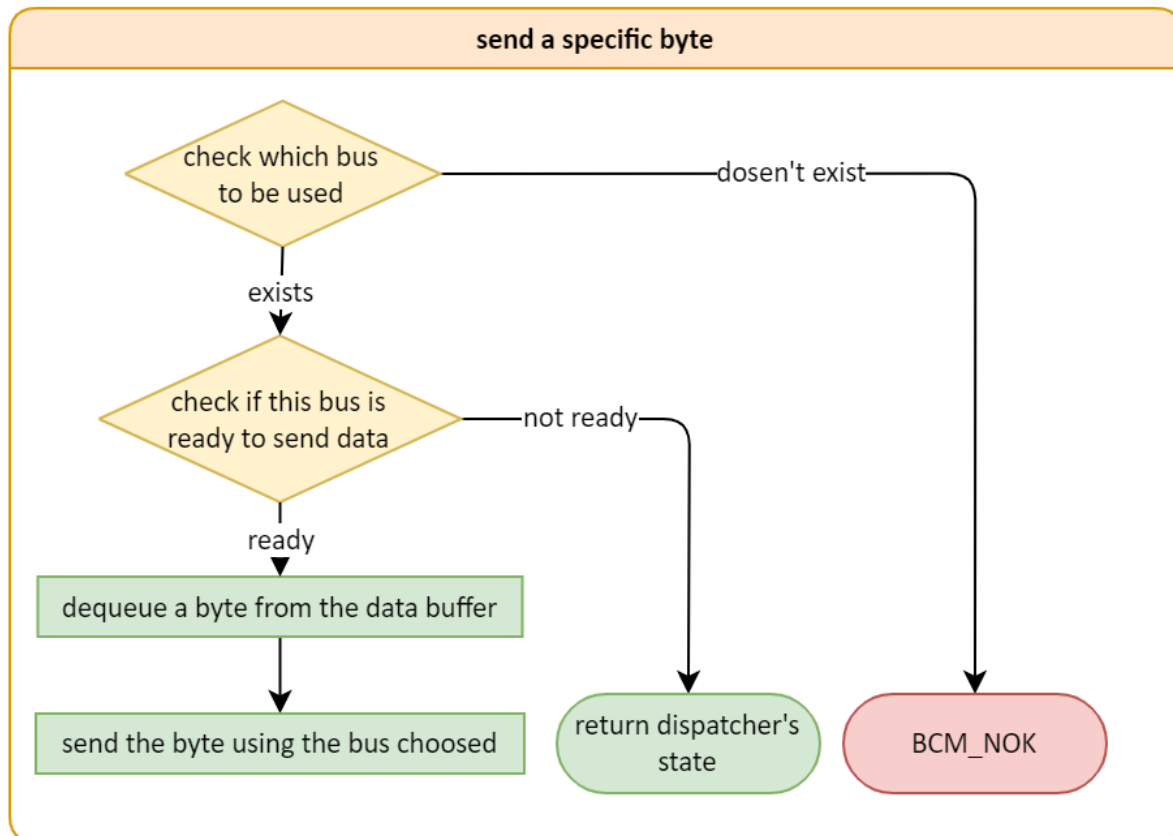 send a specific byte
check which bus
to be used
dosen't exist
exists
check if this bus is
ready to send data
not ready
ready
dequeue a byte from the data buffer
send the byte using the bus choosed
return dispatcher's
state
BCM_NOK